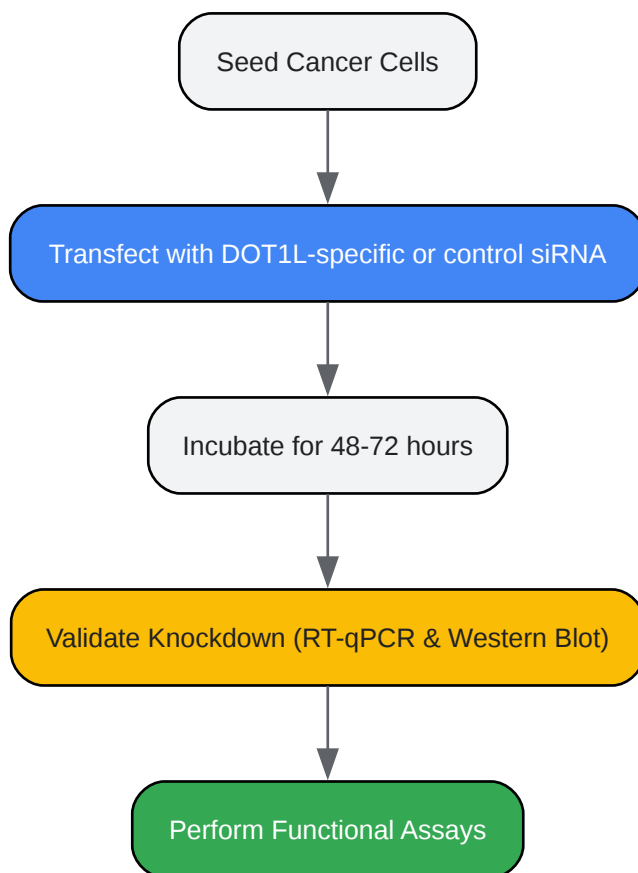 Seed Cancer Cells
Transfect with DOT1L-specific or control siRNA
Incubate for 48-72 hours
Validate Knockdown (RT-qPCR & Western Blot)
Perform Functional Assays